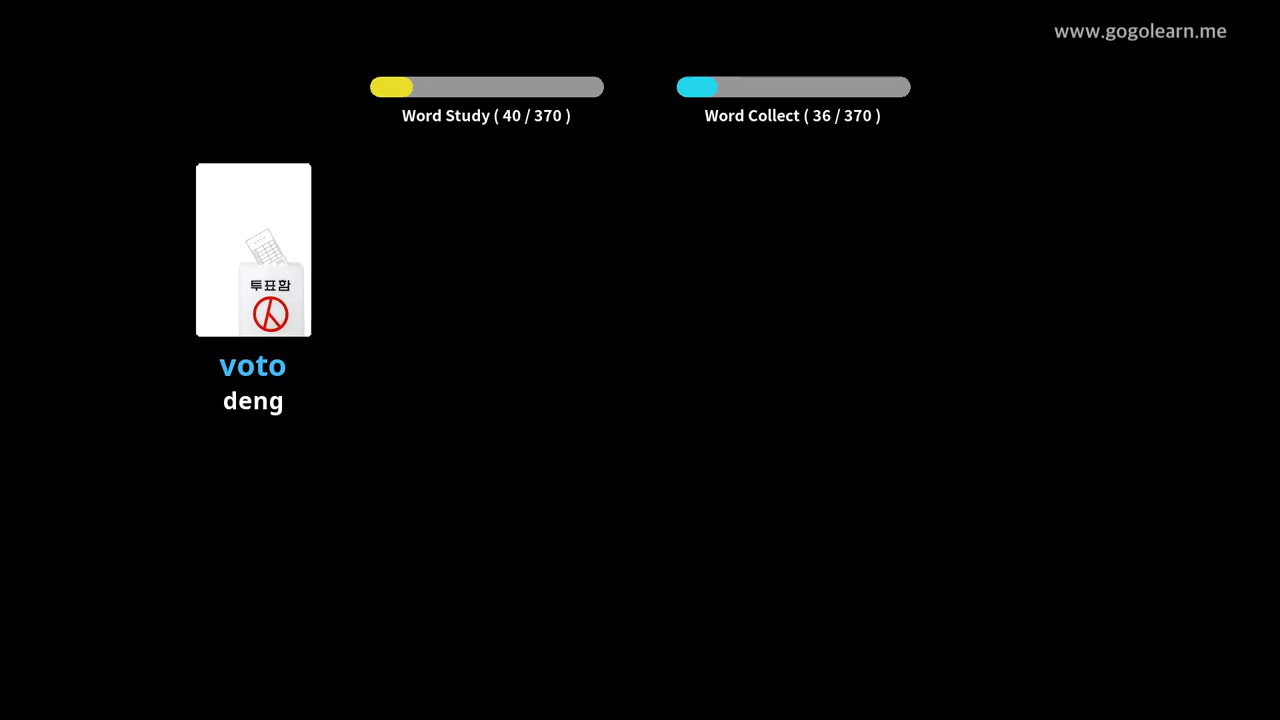 www.gogolearn.me
Word Study ( 40 / 370 )
Word Collect ( 36 / 370 )
투표함
voto
deng